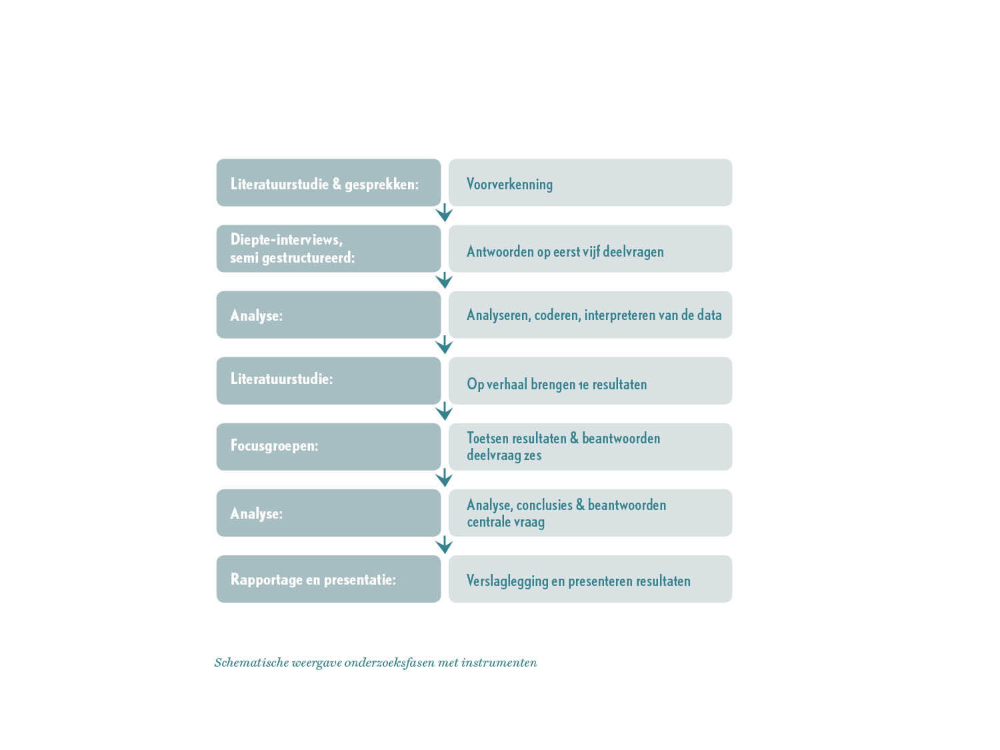 Literatuurstudie & gesprekken:
Voorverkenning
Diepte-interviews,
semi gestructureerd:
Antwoorden op eerst vijf deelvragen
Analyse:
Analyseren, coderen, interpreteren van de data
Literatuurstudie:
Op verhaal brengen 1e resultaten
Focusgroepen:
Toetsen resultaten & beantwoorden
deelvraag zes
Analyse:
Analyse, conclusies & beantwoorden
centrale vraag
Rapportage en presentatie:
Verslaglegging en presenteren resultaten
Schematische weergave onderzoeksfasen met instrumenten